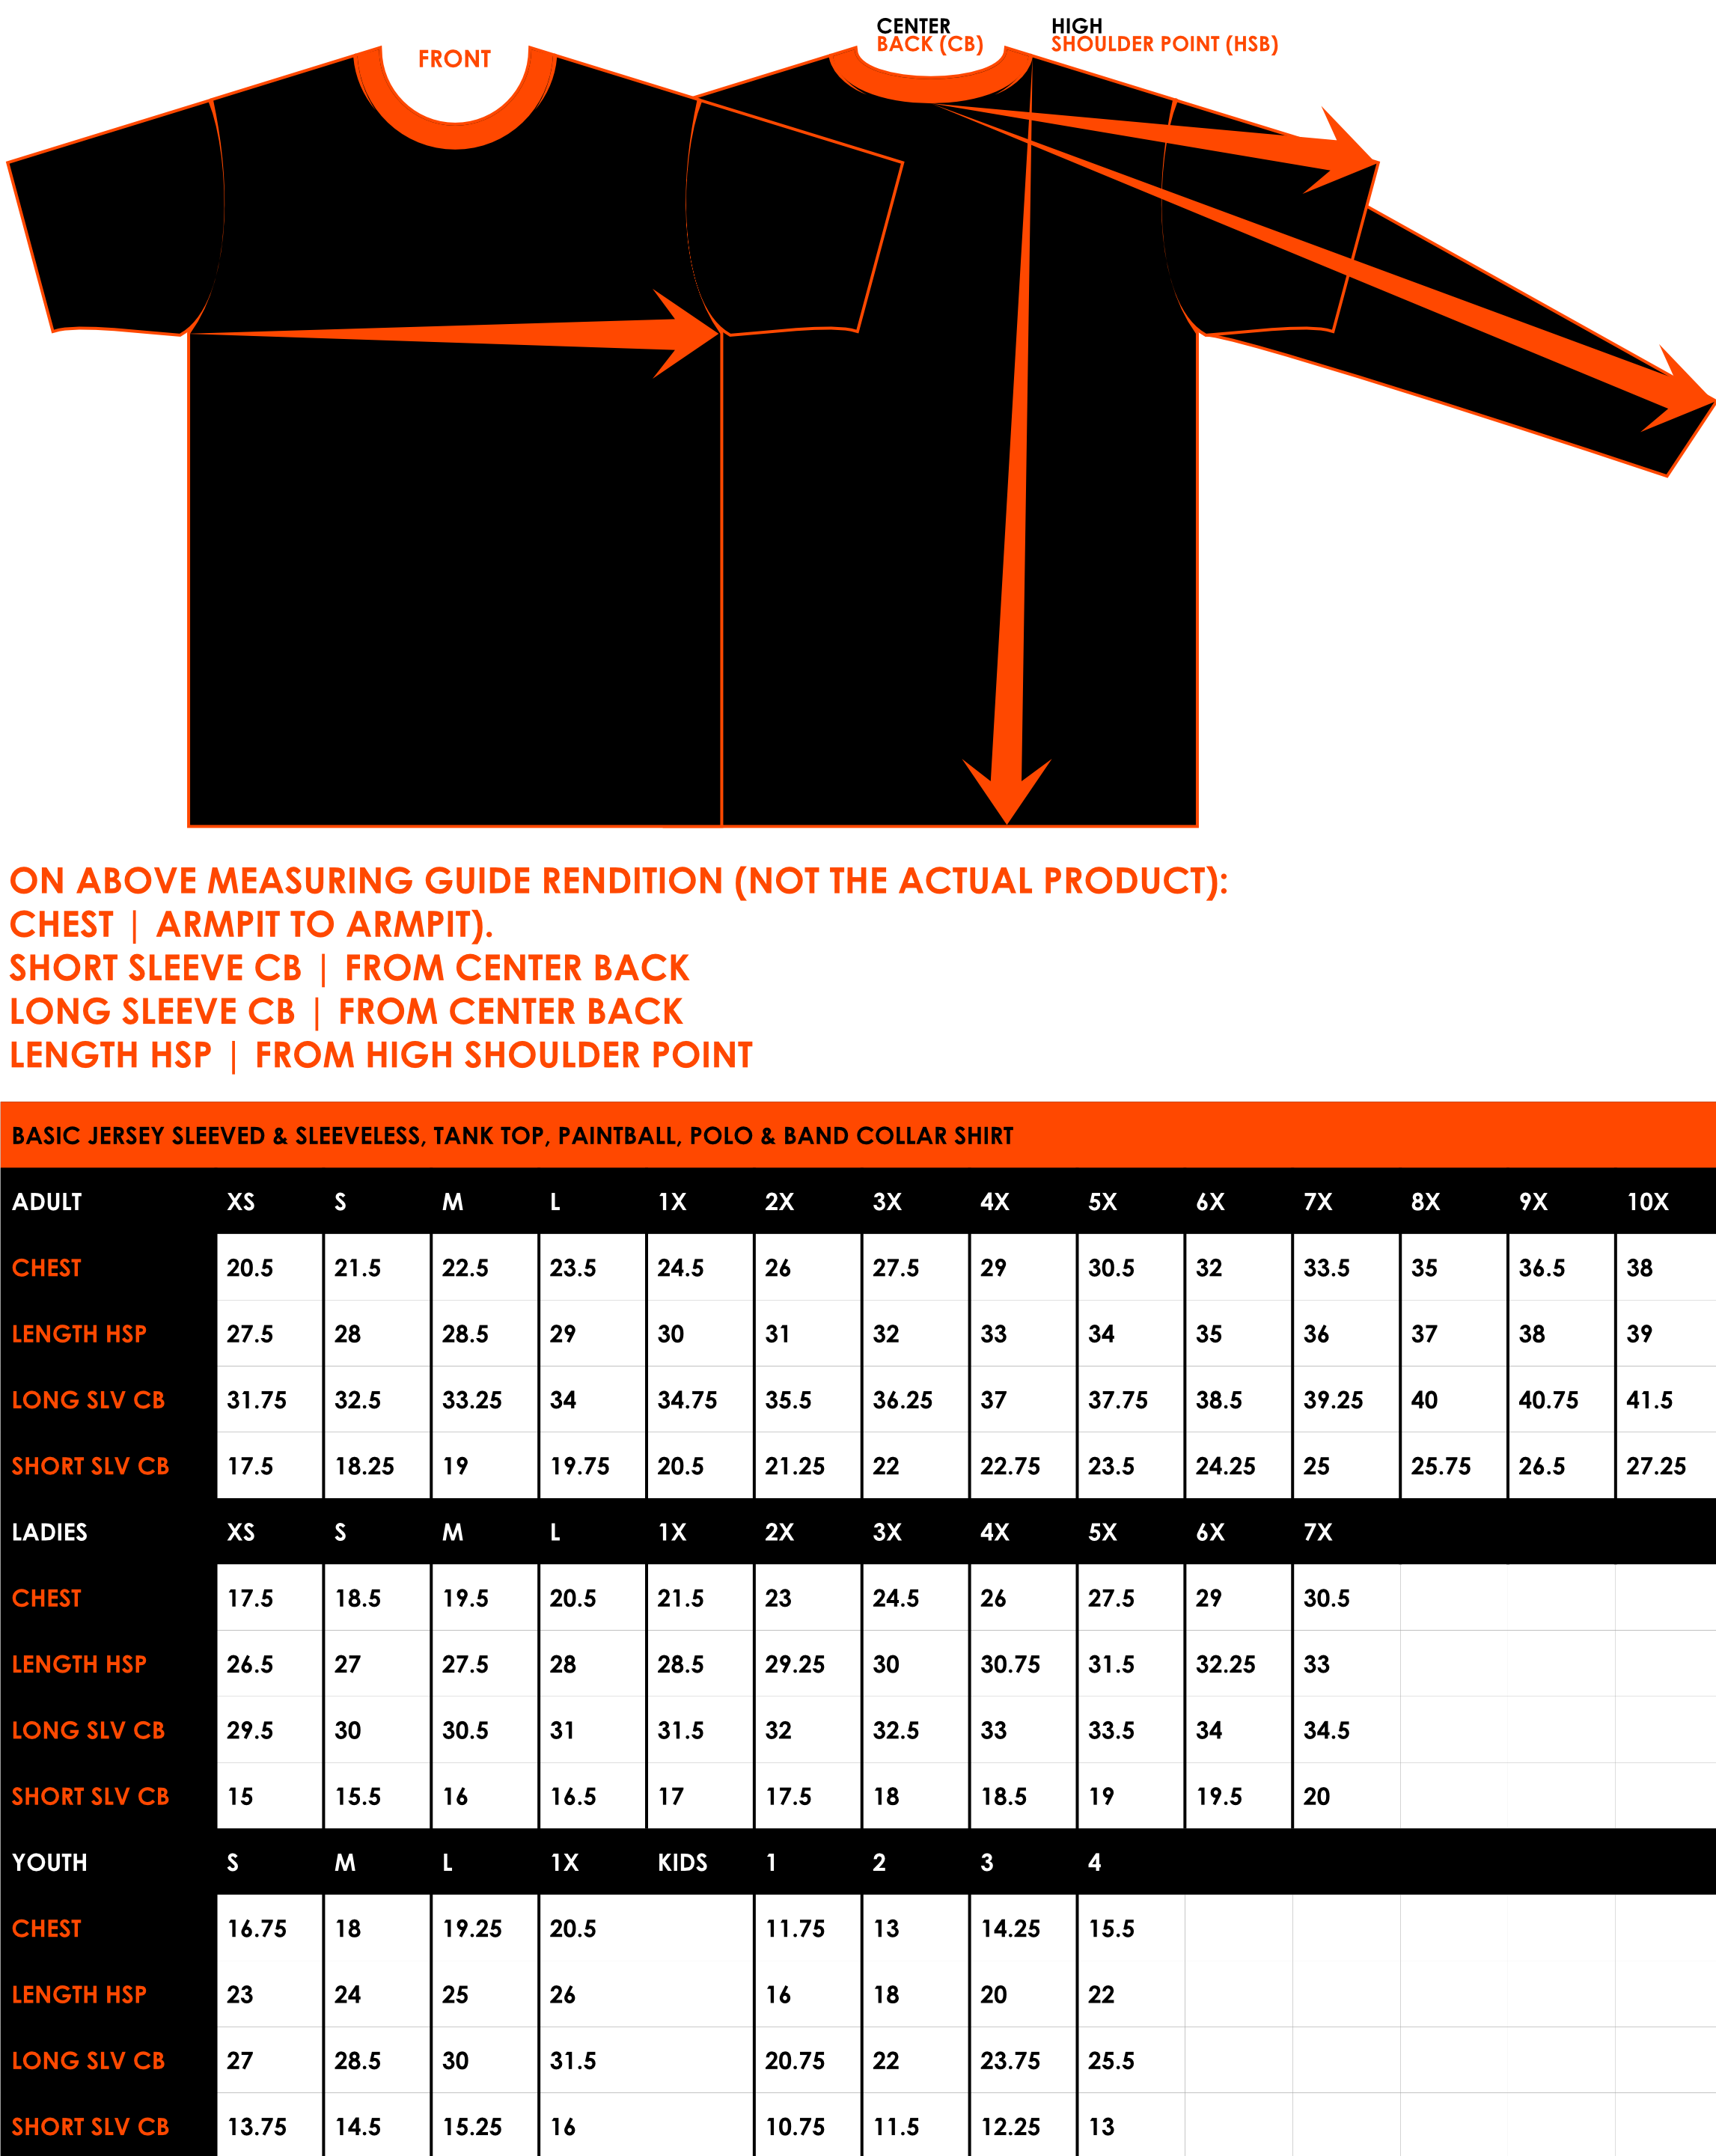 FRONT
CENTER
BACK (CB)
HIGH
SHOULDER POINT (HSB)
ON ABOVE MEASURING GUIDE RENDITION (NOT THE ACTUAL PRODUCT):
CHEST | ARMPIT TO ARMPIT).
SHORT SLEEVE CB | FROM CENTER BACK
LONG SLEEVE CB | FROM CENTER BACK
LENGTH HSP | FROM HIGH SHOULDER POINT
BASIC JERSEY SLEEVED & SLEEVELESS, TANK TOP, PAINTBALL, POLO & BAND COLLAR SHIRT
ADULT XS S M L 1X 2X 3X 4X 5X 6X 7X 8X 9X 10X
CHEST 20.5 21.5 22.5 23.5 24.5 26 27.5 29 30.5 32 33.5 35 36.5 38
LENGTH HSP 27.5 28 28.5 29 30 31 32 33 34 35 36 37 38 39
LONG SLV CB 31.75 32.5 33.25 34 34.75 35.5 36.25 37 37.75 38.5 39.25 40 40.75 41.5
SHORT SLV CB 17.5 18.25 19 19.75 20.5 21.25 22 22.75 23.5 24.25 25 25.75 26.5 27.25
LADIES XS S M L 1X 2X 3X 4X 5X 6X 7X
CHEST 17.5 18.5 19.5 20.5 21.5 23 24.5 26 27.5 29 30.5
LENGTH HSP 26.5 27 27.5 28 28.5 29.25 30 30.75 31.5 32.25 33
LONG SLV CB 29.5 30 30.5 31 31.5 32 32.5 33 33.5 34 34.5
SHORT SLV CB 15 15.5 16 16.5 17 17.5 18 18.5 19 19.5 20
YOUTH S M L 1X KIDS 1 2 3 4
CHEST 16.75 18 19.25 20.5 11.75 13 14.25 15.5
LENGTH HSP 23 24 25 26 16 18 20 22
LONG SLV CB 27 28.5 30 31.5 20.75 22 23.75 25.5
SHORT SLV CB 13.75 14.5 15.25 16 10.75 11.5 12.25 13